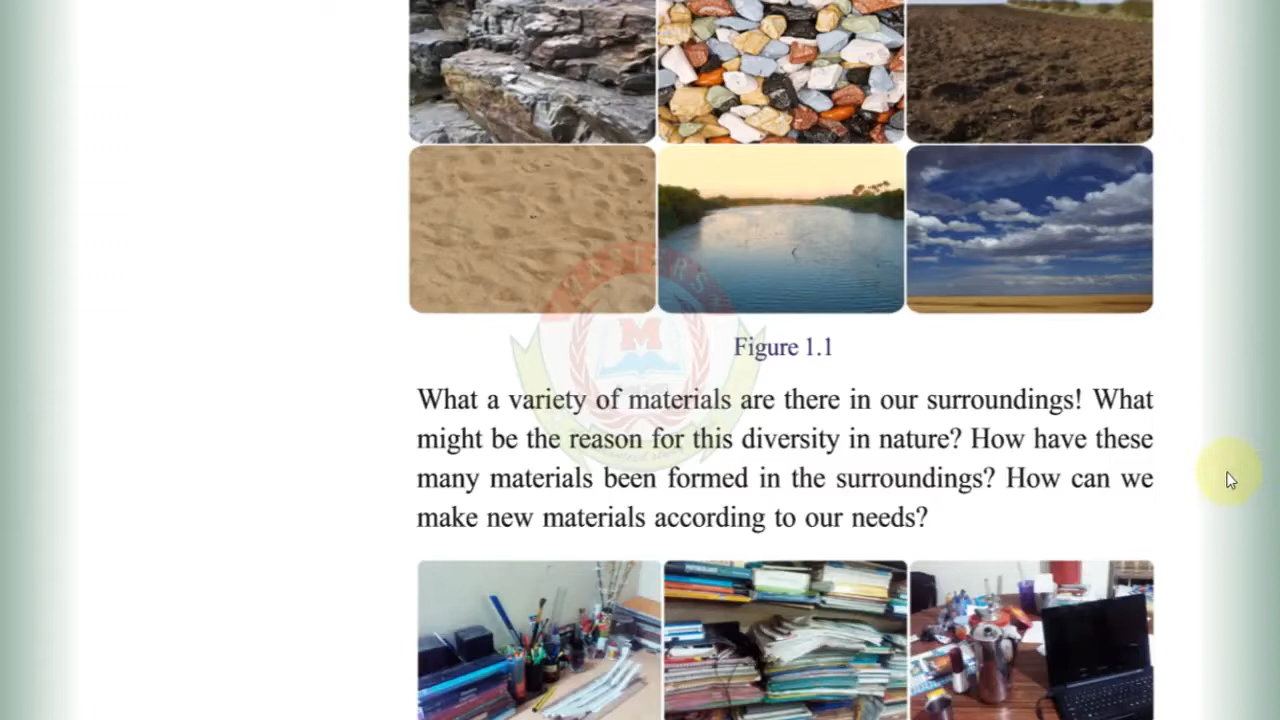 Figure 1.1
What a variety of materials are there in our surroundings! What
might be the reason for this diversity in nature? How have these
many materials been formed in the surroundings? How can we
make new materials according to our needs?